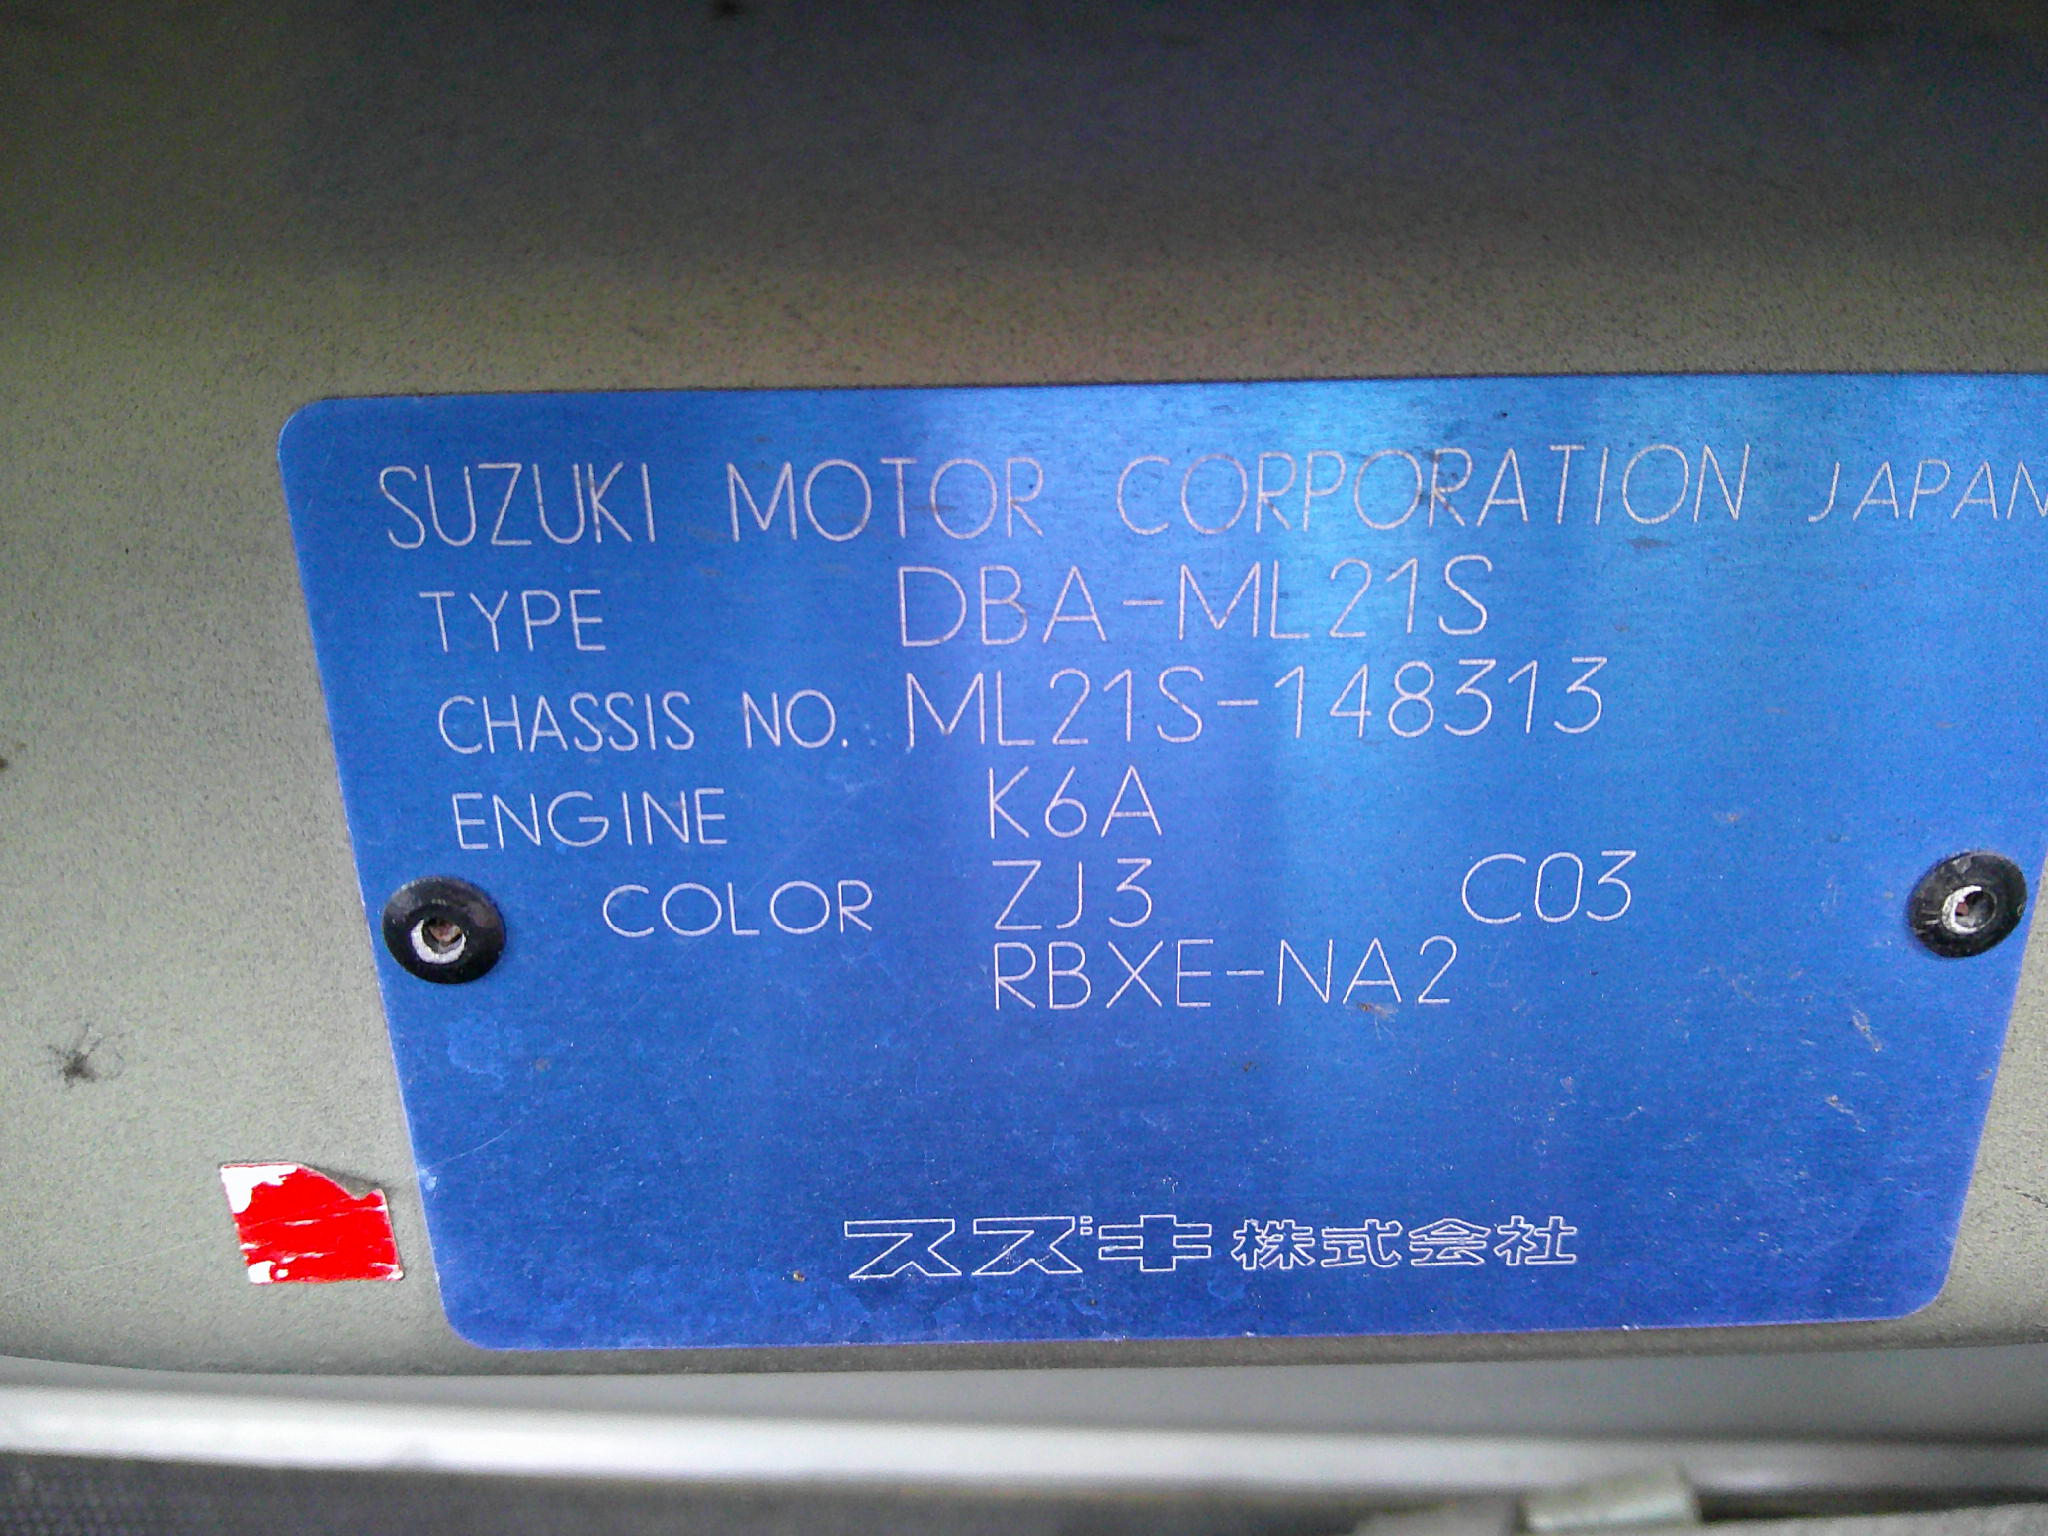 SUZUKI MOTOR CORPORATION JAPAN
TYPE DBA-ML21S
CHASSIS NO. ML21S-148313
ENGINE K6A
COLOR ZJ3 C03
RBXE-NA2
スズキ株式会社